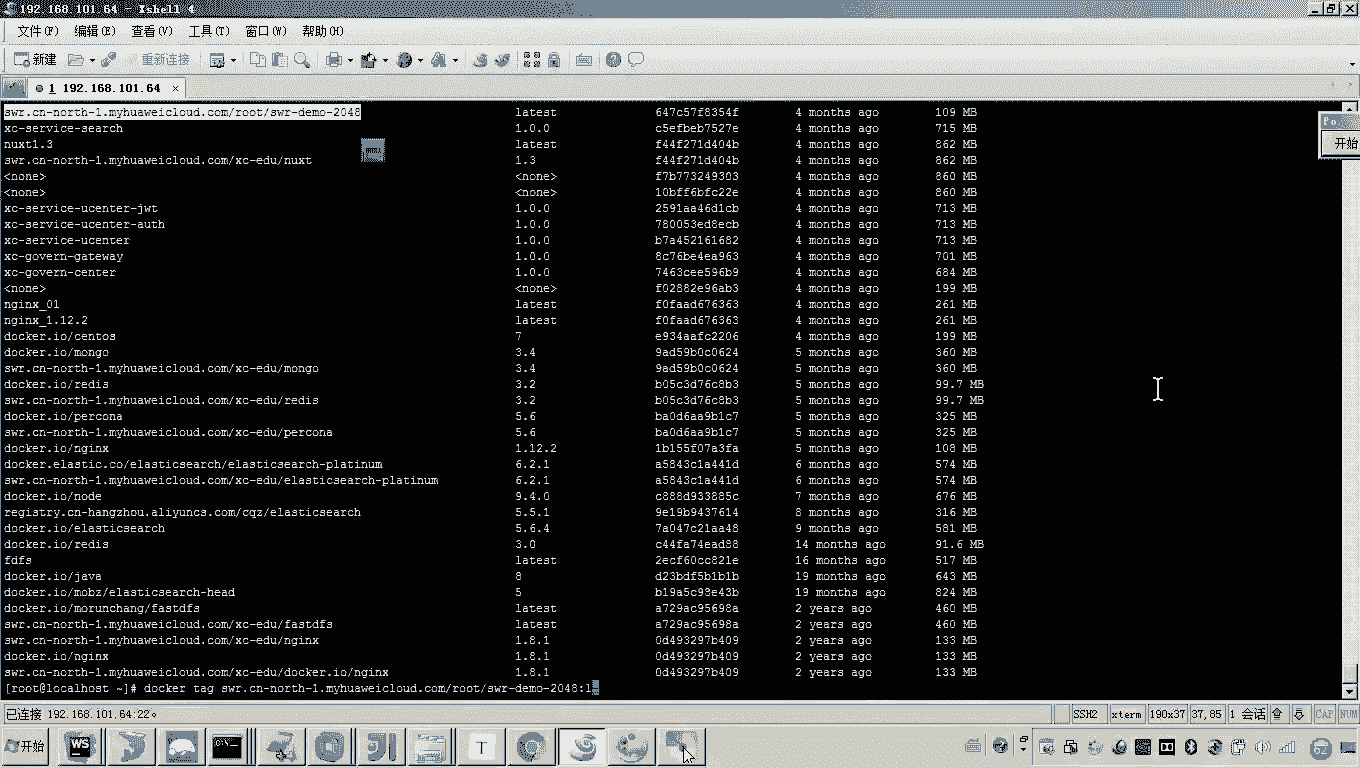 192.168.101.64 - Xshell 4
文件(F) 编辑(E) 查看(V) 工具(T) 窗口(W) 帮助(H)
新建 重新连接
1 192.168.101.64 ×
swr.cn-north-1.myhuaweicloud.com/root/swr-demo-2048 latest 647c57f8354f 4 months ago 109 MB
xc-service-search 1.0.0 c5efbeb7527e 4 months ago 715 MB
nuxt1.3 latest f44f271d404b 4 months ago 862 MB
swr.cn-north-1.myhuaweicloud.com/xc-edu/nuxt 1.3 f44f271d404b 4 months ago 862 MB
<none> <none> f7b773249303 4 months ago 860 MB
<none> <none> 10bff6bfc22e 4 months ago 860 MB
xc-service-ucenter-jwt 1.0.0 2591aa46d1cb 4 months ago 713 MB
xc-service-ucenter-auth 1.0.0 780053ed8ecb 4 months ago 713 MB
xc-service-ucenter 1.0.0 b7a452161682 4 months ago 713 MB
xc-govern-gateway 1.0.0 8c76be4ea963 4 months ago 701 MB
xc-govern-center 1.0.0 7463cee596b9 4 months ago 684 MB
<none> <none> f02882e96ab3 4 months ago 199 MB
nginx_01 latest f0faad676363 4 months ago 261 MB
nginx_1.12.2 latest f0faad676363 4 months ago 261 MB
docker.io/centos 7 e934aafc2206 4 months ago 199 MB
docker.io/mongo 3.4 9ad59b0c0624 5 months ago 360 MB
swr.cn-north-1.myhuaweicloud.com/xc-edu/mongo 3.4 9ad59b0c0624 5 months ago 360 MB
docker.io/redis 3.2 b05c3d76c8b3 5 months ago 99.7 MB
swr.cn-north-1.myhuaweicloud.com/xc-edu/redis 3.2 b05c3d76c8b3 5 months ago 99.7 MB
docker.io/percona 5.6 ba0d6aa9b1c7 5 months ago 325 MB
swr.cn-north-1.myhuaweicloud.com/xc-edu/percona 5.6 ba0d6aa9b1c7 5 months ago 325 MB
docker.io/nginx 1.12.2 1b155f07a3fa 5 months ago 108 MB
docker.elastic.co/elasticsearch/elasticsearch-platinum 6.2.1 a5843c1a441d 6 months ago 574 MB
swr.cn-north-1.myhuaweicloud.com/xc-edu/elasticsearch-platinum 6.2.1 a5843c1a441d 6 months ago 574 MB
docker.io/node 9.4.0 c888d933885c 7 months ago 676 MB
registry.cn-hangzhou.aliyuncs.com/cqz/elasticsearch 5.5.1 9e19b9437614 8 months ago 316 MB
docker.io/elasticsearch 5.6.4 7a047c21aa48 9 months ago 581 MB
docker.io/redis 3.0 c44fa74ead88 14 months ago 91.6 MB
fdfs latest 2ecf60cc821e 16 months ago 517 MB
docker.io/java 8 d23bdf5b1b1b 19 months ago 643 MB
docker.io/mobz/elasticsearch-head 5 b19a5c98e43b 19 months ago 824 MB
docker.io/morunchang/fastdfs latest a729ac95698a 2 years ago 460 MB
swr.cn-north-1.myhuaweicloud.com/xc-edu/fastdfs latest a729ac95698a 2 years ago 460 MB
swr.cn-north-1.myhuaweicloud.com/xc-edu/nginx 1.8.1 0d493297b409 2 years ago 133 MB
docker.io/nginx 1.8.1 0d493297b409 2 years ago 133 MB
swr.cn-north-1.myhuaweicloud.com/xc-edu/docker.io/nginx 1.8.1 0d493297b409 2 years ago 133 MB
[root@localhost ~]# docker tag swr.cn-north-1.myhuaweicloud.com/root/swr-demo-2048:l
Po.
开始
已连接 192.168.101.64:22。 SSH2 xterm 190x37 37,85 1 会话 CAP NUM
开始 WS T 62